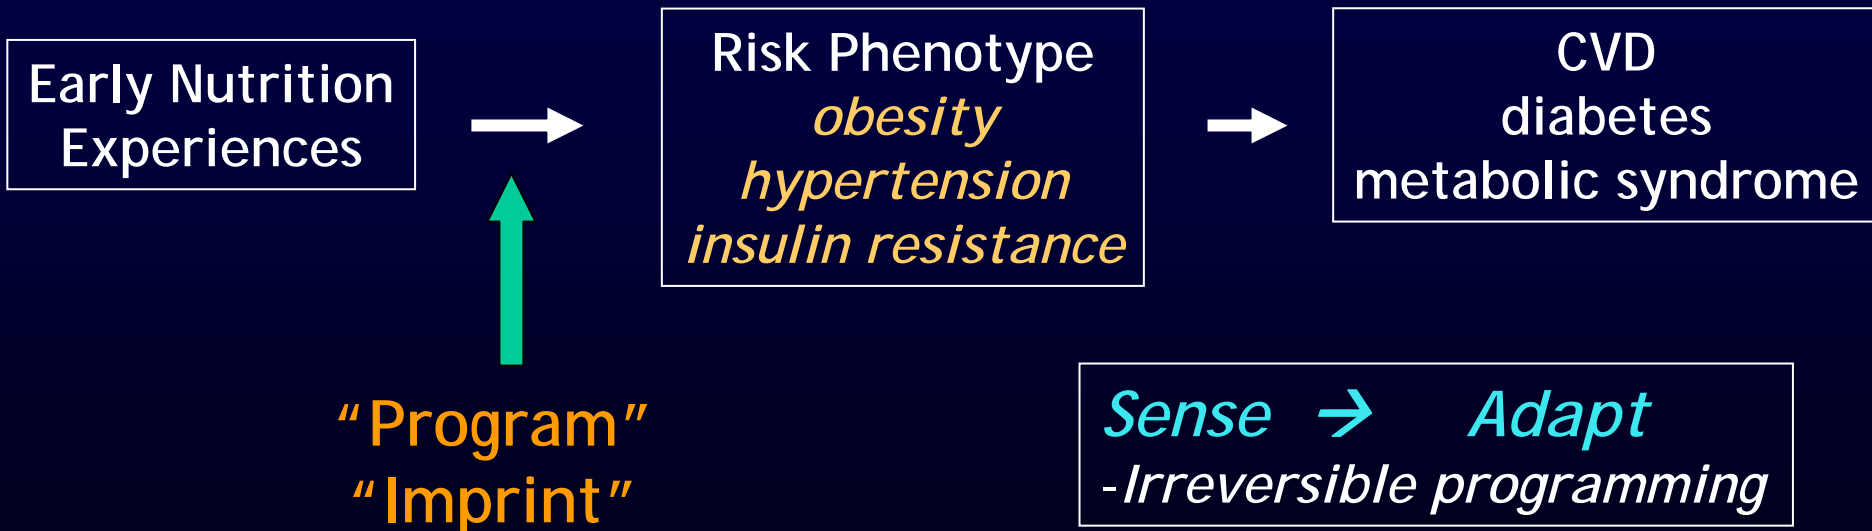 Early Nutrition
Experiences
Risk Phenotype
obesity
hypertension
insulin resistance
CVD
diabetes
metabolic syndrome
“Program”
“Imprint”
Sense → Adapt
-Irreversible programming